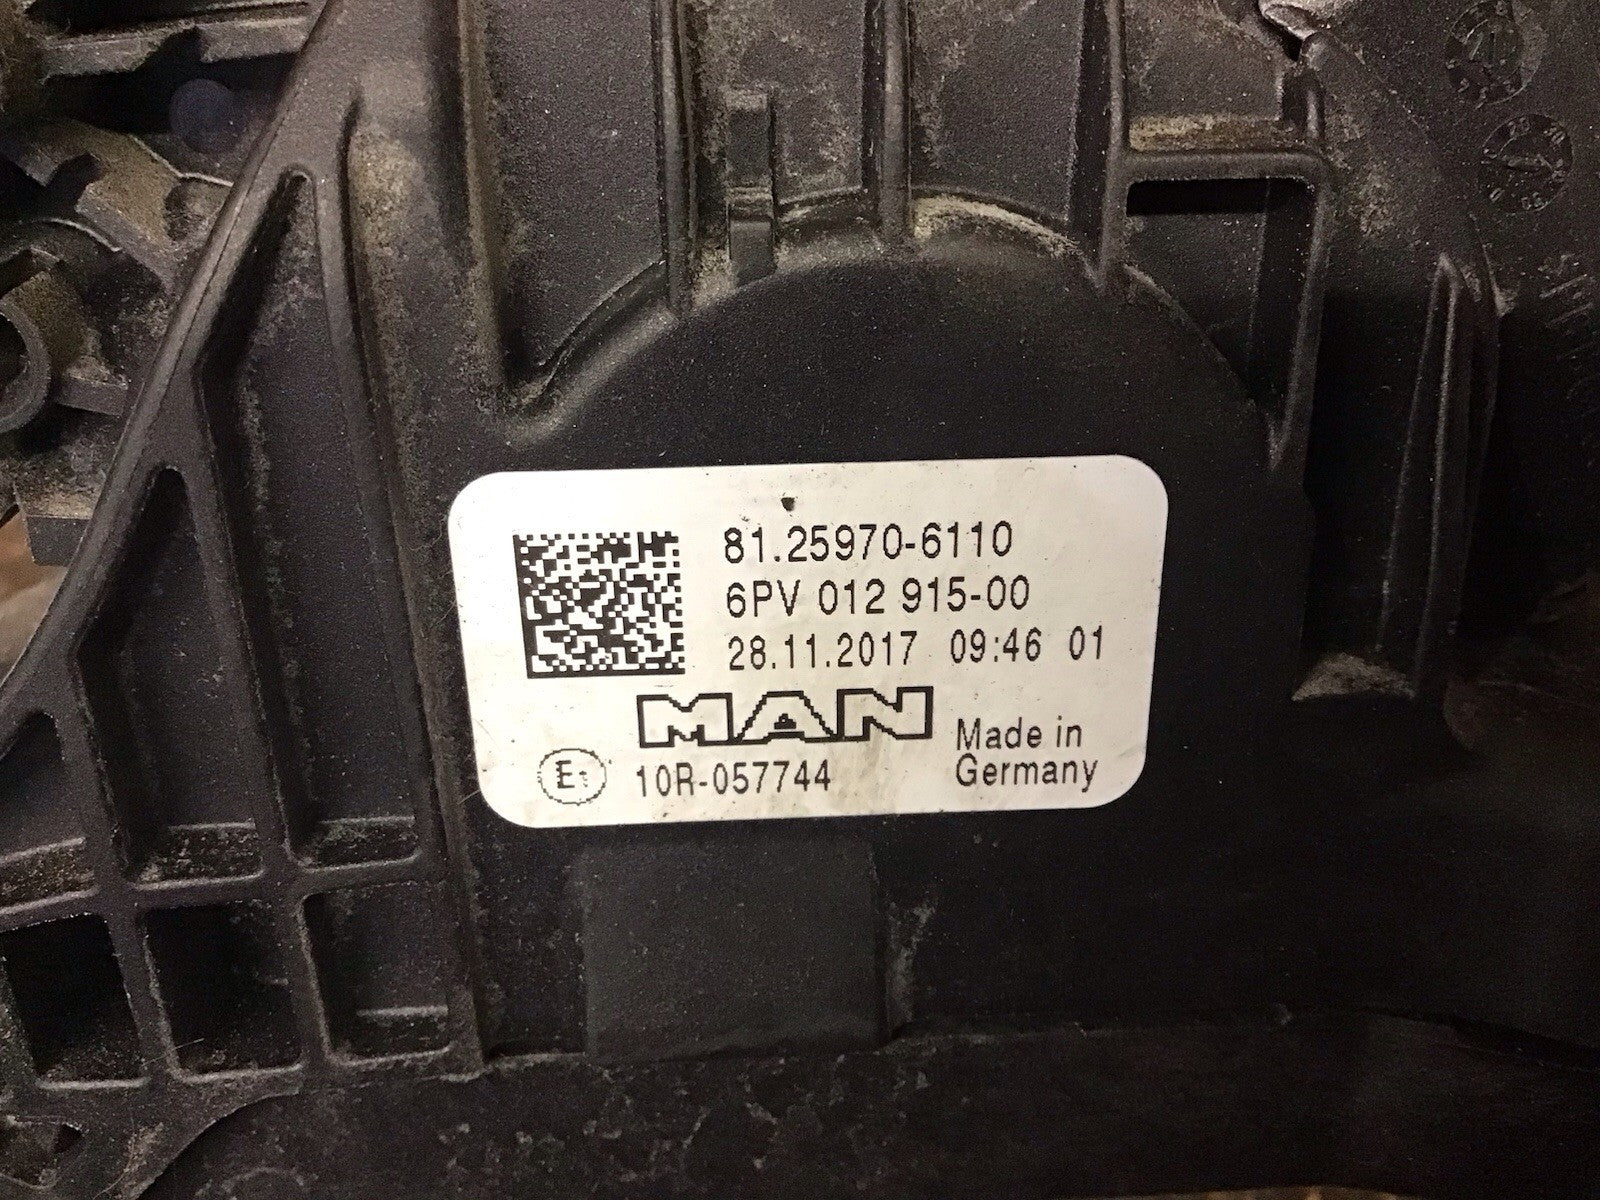 81.25970-6110
6PV 012 915-00
28.11.2017 09:46 01
MAN
Made in
Germany
E1 10R-057744